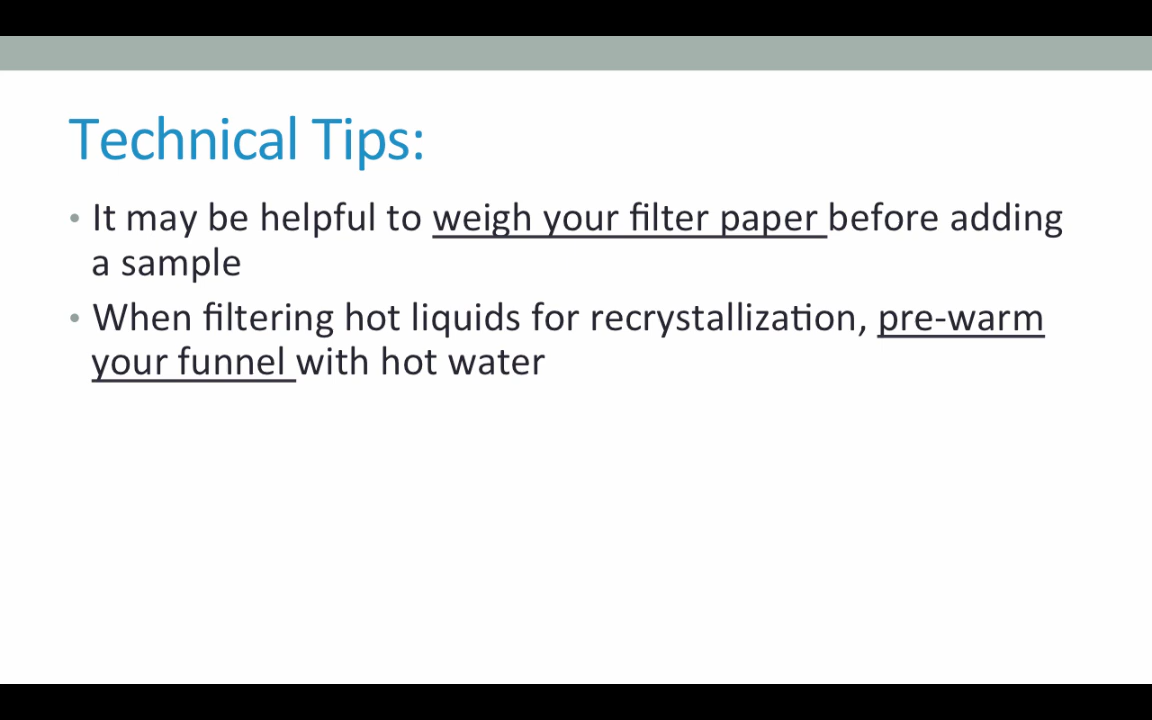 Technical Tips:
• It may be helpful to weigh your filter paper before adding
a sample
• When filtering hot liquids for recrystallization, pre-warm
your funnel with hot water